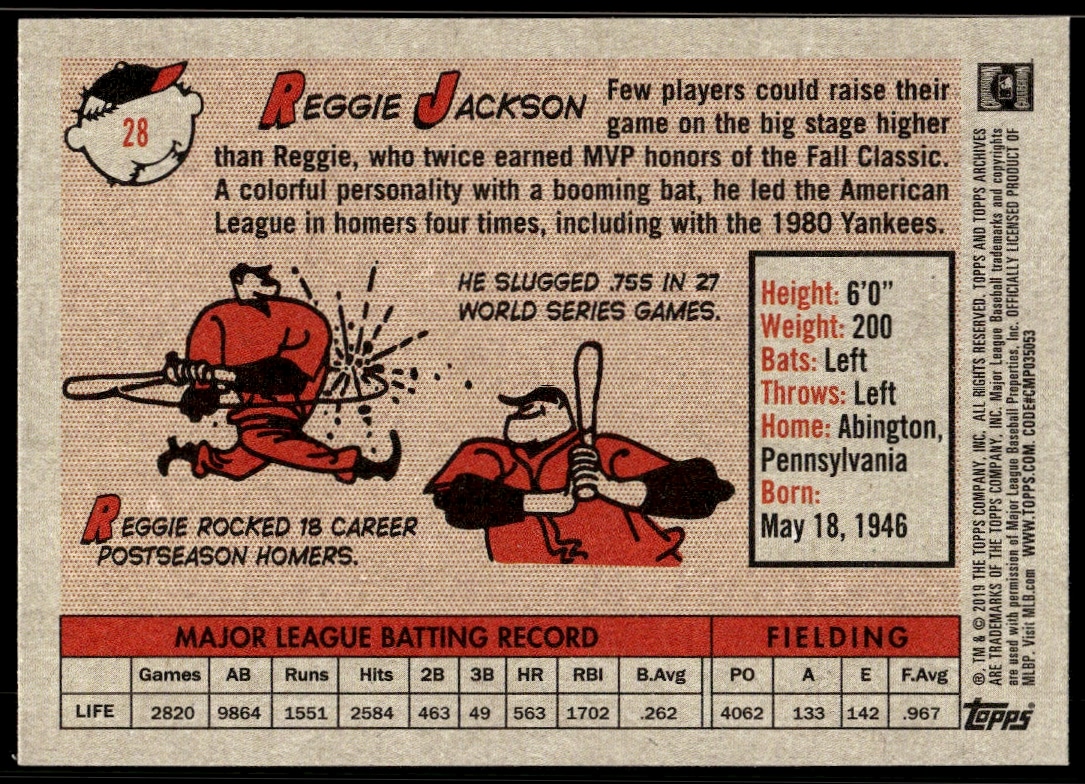 28
REGGIE JACKSON
Few players could raise their
game on the big stage higher
than Reggie, who twice earned MVP honors of the Fall Classic.
A colorful personality with a booming bat, he led the American
League in homers four times, including with the 1980 Yankees.
HE SLUGGED .755 IN 27
WORLD SERIES GAMES.
REGGIE ROCKED 18 CAREER
POSTSEASON HOMERS.
Height: 6'0"
Weight: 200
Bats: Left
Throws: Left
Home: Abington,
Pennsylvania
Born:
May 18, 1946
MAJOR LEAGUE BATTING RECORD FIELDING
Games AB Runs Hits 2B 3B HR RBI B.Avg PO A E F.Avg
LIFE 2820 9864 1551 2584 463 49 563 1702 .262 4062 133 142 .967
®, TM & © 2019 THE TOPPS COMPANY, INC. ALL RIGHTS RESERVED. TOPPS AND TOPPS ARCHIVES
ARE TRADEMARKS OF THE TOPPS COMPANY, INC. Major League Baseball trademarks and copyrights
are used with permission of Major League Baseball Properties, Inc. OFFICIALLY LICENSED PRODUCT OF
MLBP. Visit MLB.com WWW.TOPPS.COM. CODE#CMP035053
Topps®